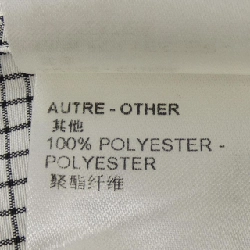 AUTRE - OTHER
其他
100% POLYESTER -
POLYESTER
聚酯纤维